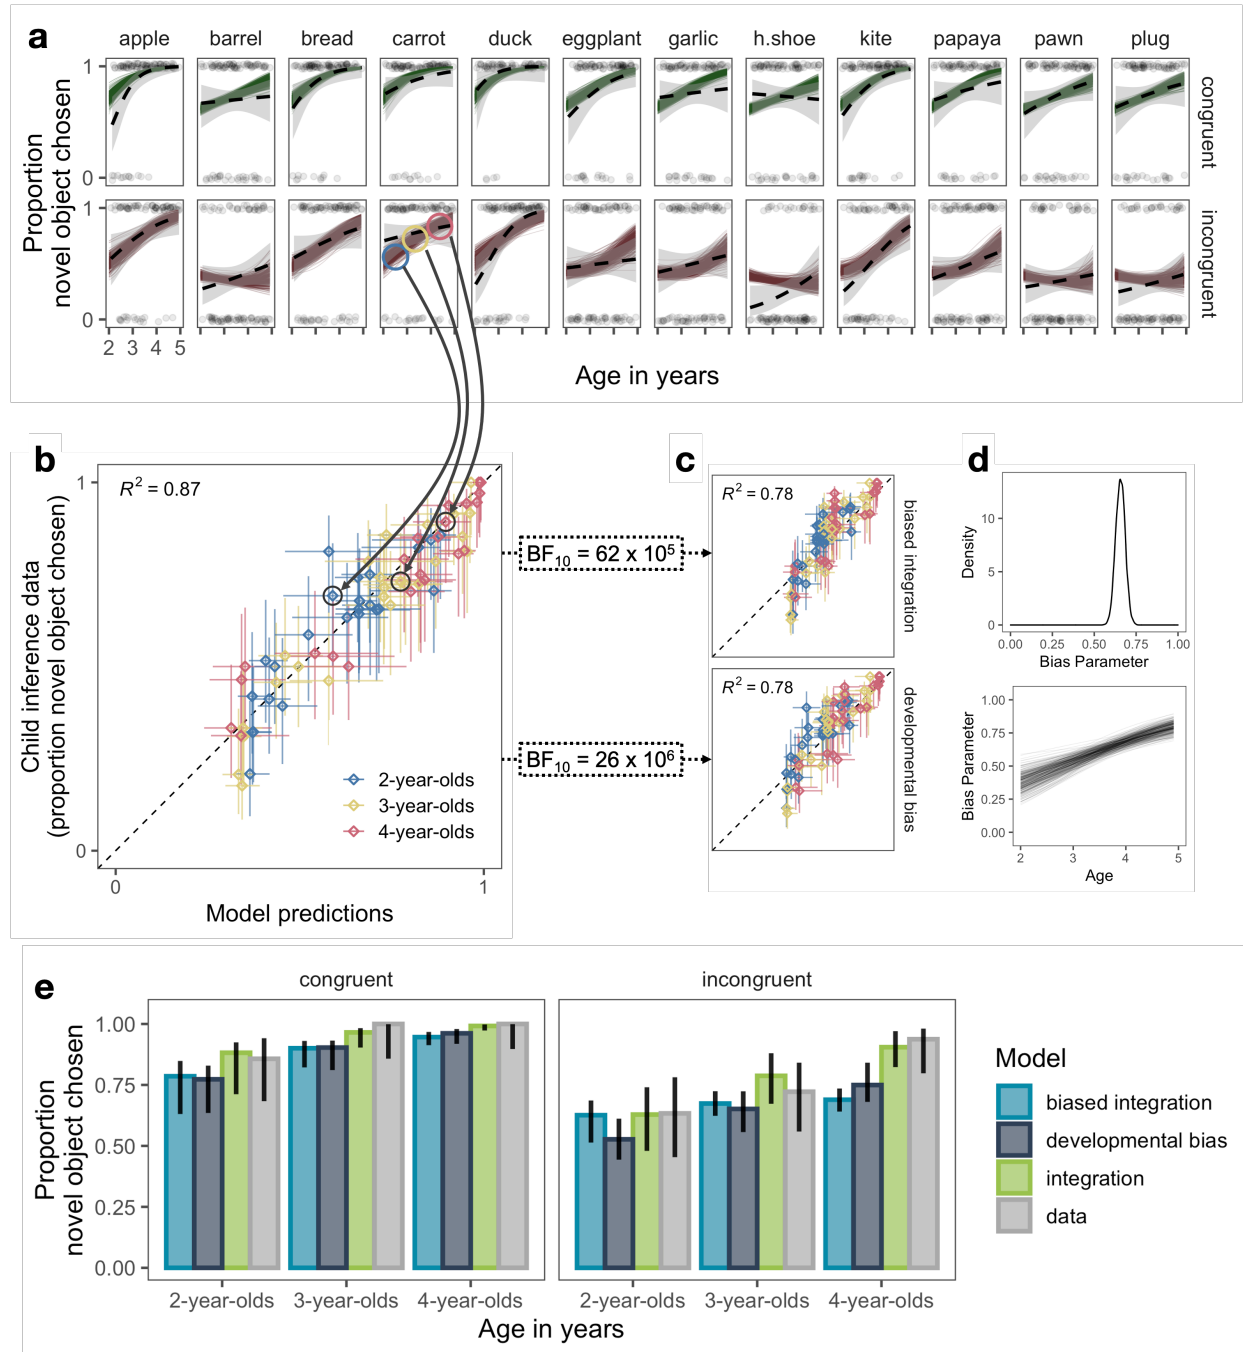 a
apple barrel bread carrot duck eggplant garlic h.shoe kite papaya pawn plug
Proportion
novel object chosen
1
0
congruent
1
0
incongruent
2 3 4 5
Age in years
b
R² = 0.87
Child inference data
(proportion novel object chosen)
1
0
2-year-olds
3-year-olds
4-year-olds
0 1
Model predictions
BF₁₀ = 62 x 10⁵
BF₁₀ = 26 x 10⁶
c
R² = 0.78
biased integration
R² = 0.78
developmental bias
d
Density
10
5
0
0.00 0.25 0.50 0.75 1.00
Bias Parameter
Bias Parameter
1.00
0.75
0.50
0.25
0.00
2 3 4 5
Age
e
congruent incongruent
Proportion
novel object chosen
1.00
0.75
0.50
0.25
0.00
2-year-olds 3-year-olds 4-year-olds 2-year-olds 3-year-olds 4-year-olds
Age in years
Model
biased integration
developmental bias
integration
data